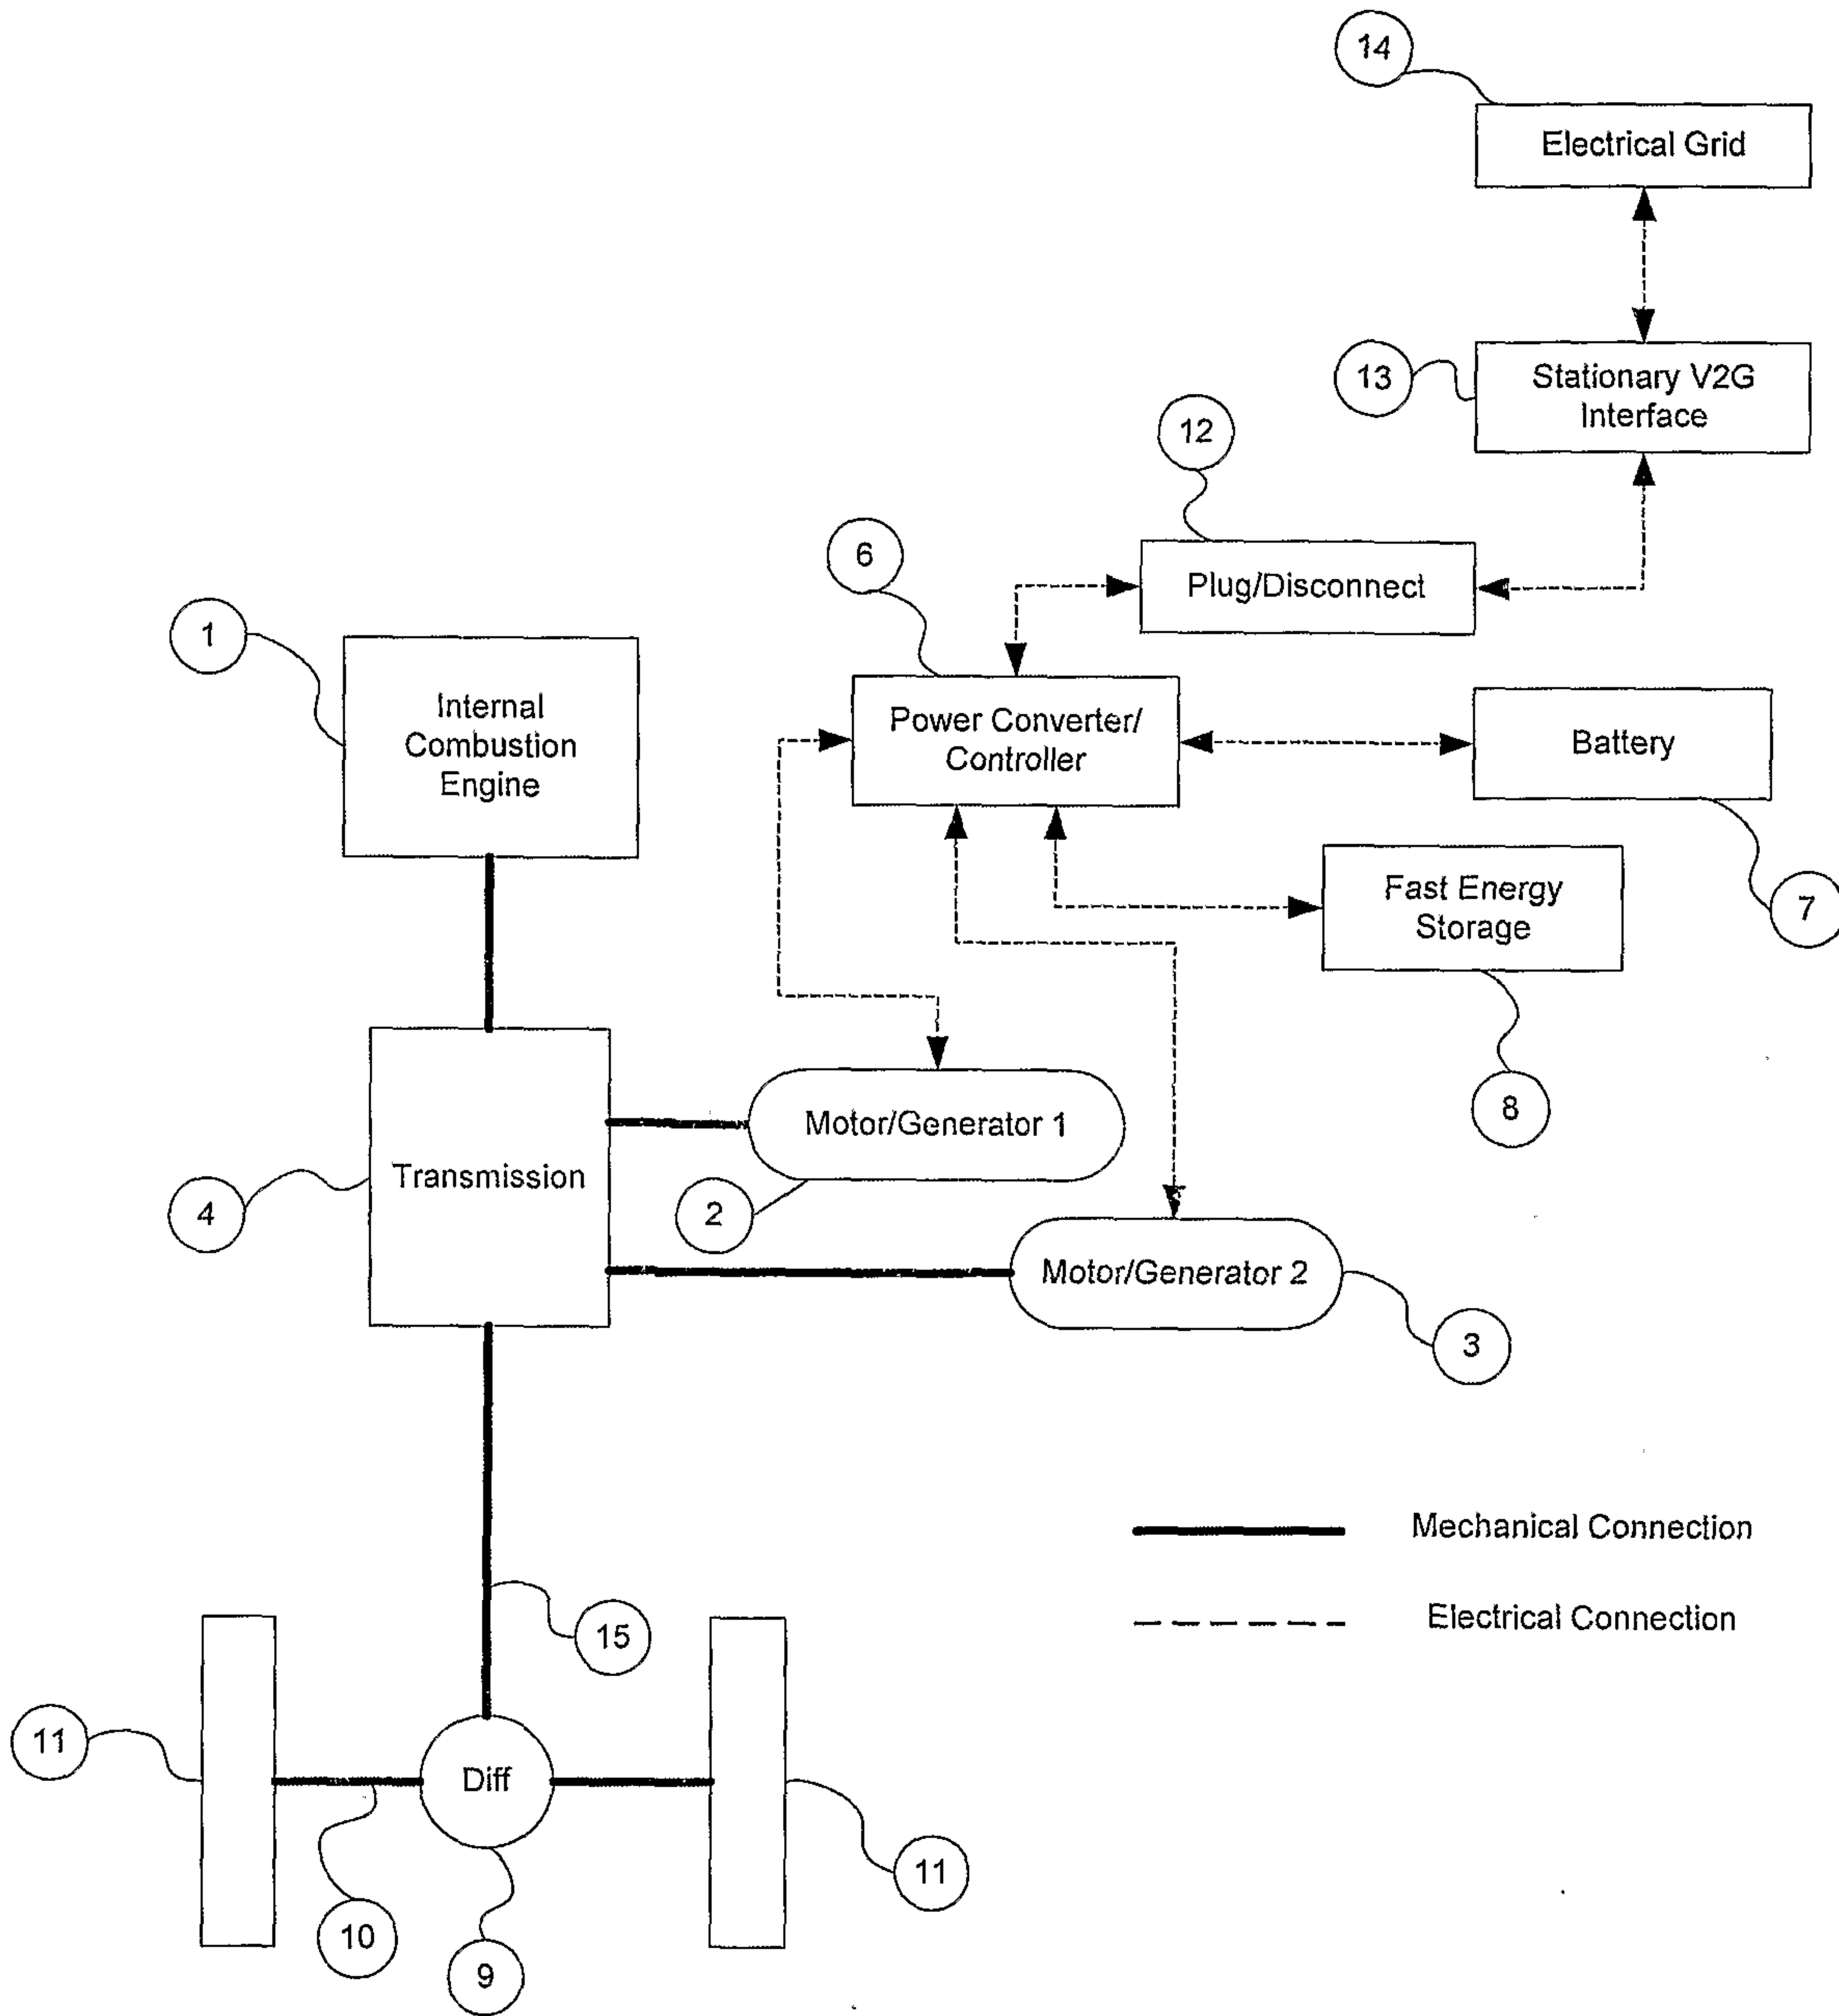 14
Electrical Grid
13
Stationary V2G
Interface
12
6
Plug/Disconnect
1
Internal
Combustion
Engine
Power Converter/
Controller
Battery
Fast Energy
Storage
7
8
Motor/Generator 1
Transmission
4
2
Motor/Generator 2
3
Mechanical Connection
Electrical Connection
15
11
Diff
11
10
9